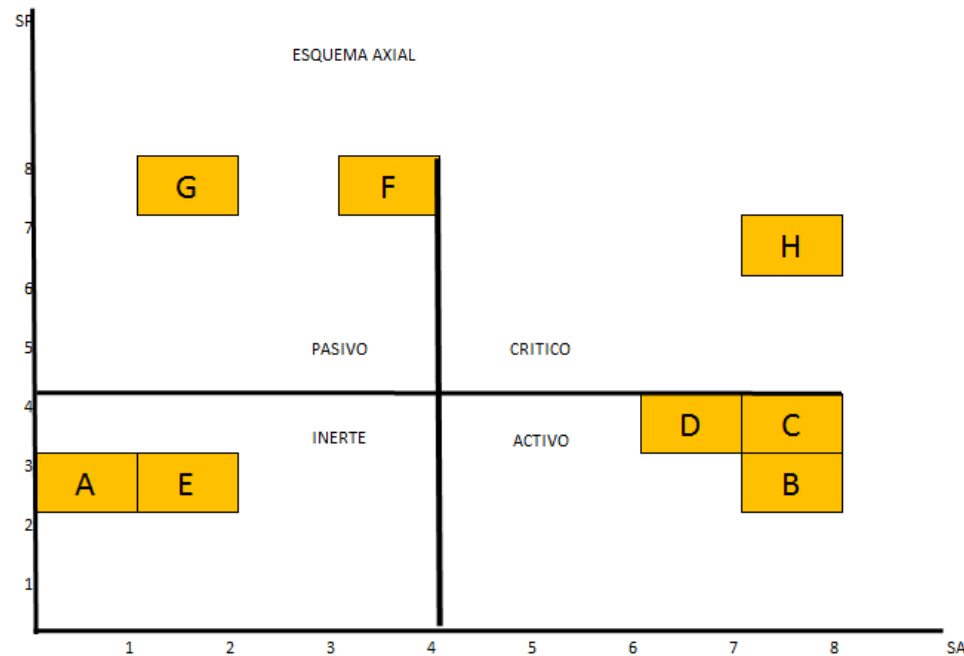 SP
ESQUEMA AXIAL
8
G
F
7
H
6
5
PASIVO
CRITICO
4
D
C
INERTE
ACTIVO
3
A
E
B
2
1
1 2 3 4 5 6 7 8 SA